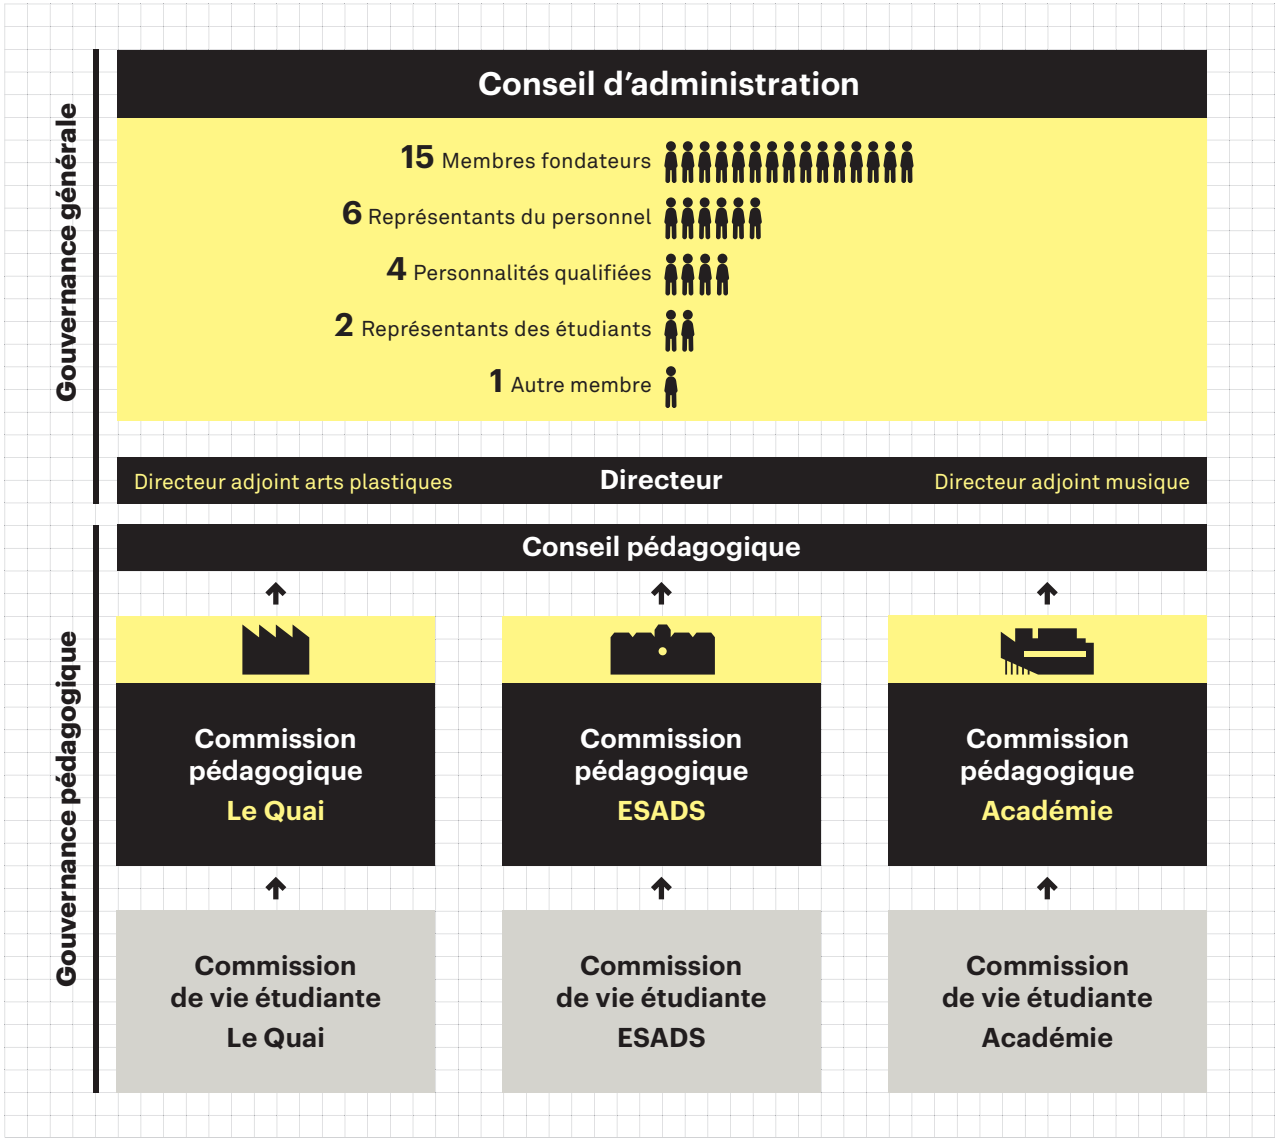 Gouvernance générale
Conseil d'administration
15 Membres fondateurs
6 Représentants du personnel
4 Personnalités qualifiées
2 Représentants des étudiants
1 Autre membre
Directeur adjoint arts plastiques
Directeur
Directeur adjoint musique
Gouvernance pédagogique
Conseil pédagogique
Commission
pédagogique
Le Quai
Commission
pédagogique
ESADS
Commission
pédagogique
Académie
Commission
de vie étudiante
Le Quai
Commission
de vie étudiante
ESADS
Commission
de vie étudiante
Académie